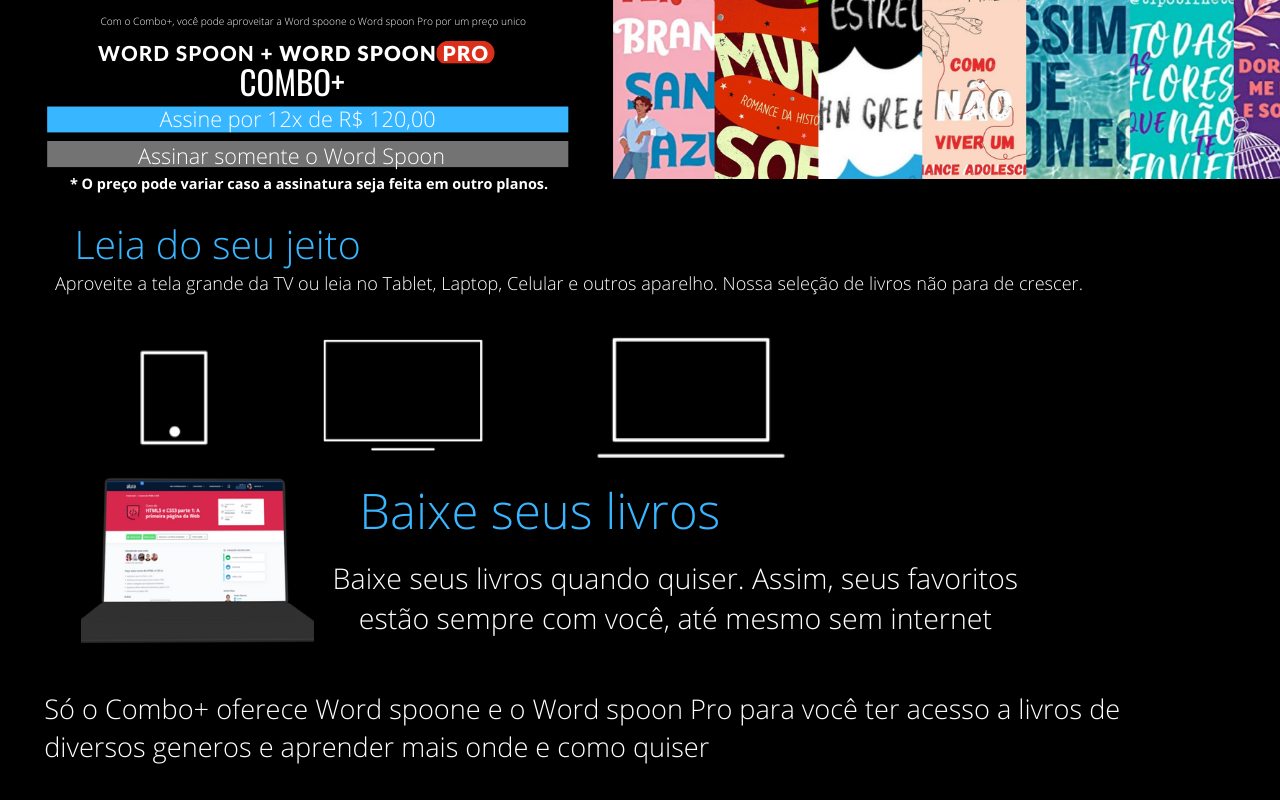 Com o Combo+, você pode aproveitar a Word spoone o Word spoon Pro por um preço unico
WORD SPOON + WORD SPOON PRO
COMBO+
Assine por 12x de R$ 120,00
Assinar somente o Word Spoon
* O preço pode variar caso a assinatura seja feita em outro planos.
BRAN
SAN
AZU
MUN
ROMANCE DA HISTO
SOB
ESTREL
HN GREE
COMO
NÃO
VIVER UM
ANCE ADOLESC
SSIM
UE
OMEÇ
TODAS
AS
FLORES
QUE NÃO
TE
ENVIEI
DOR
ME
E SO
Leia do seu jeito
Aproveite a tela grande da TV ou leia no Tablet, Laptop, Celular e outros aparelho. Nossa seleção de livros não para de crescer.
HTML5 e CSS3 parte 1: A
primeira página da Web
Baixe seus livros
Baixe seus livros quando quiser. Assim, seus favoritos
estão sempre com você, até mesmo sem internet
Só o Combo+ oferece Word spoone e o Word spoon Pro para você ter acesso a livros de
diversos generos e aprender mais onde e como quiser